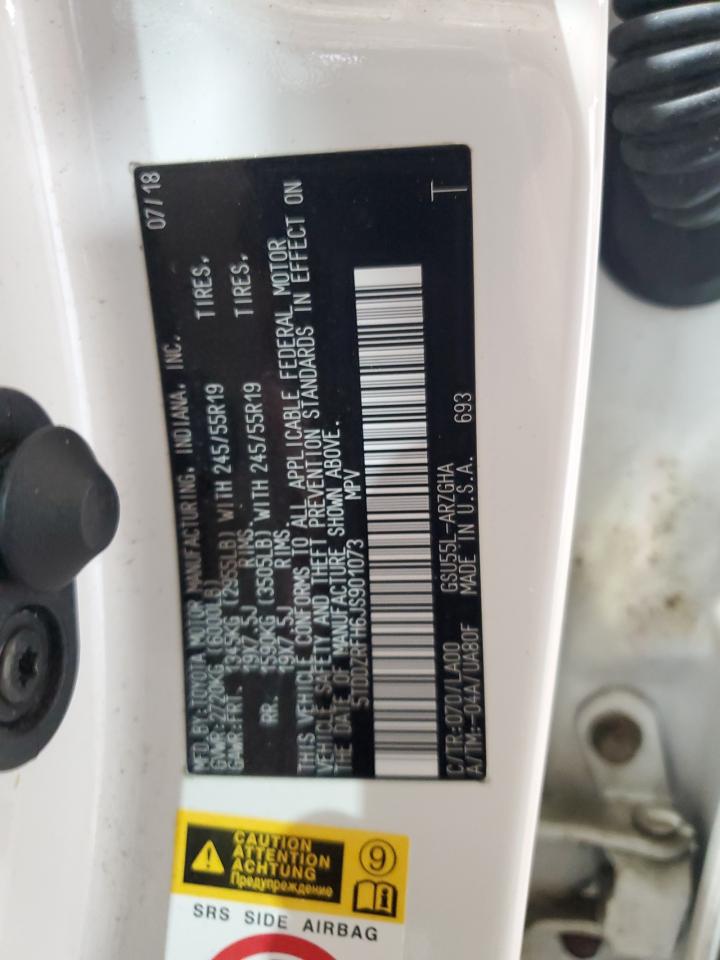 MFD.BY:TOYOTA MOTOR MANUFACTURING, INDIANA, INC. 07/18
GVWR:2720KG (6000LB)
GAWR:FRT. 1345KG (2955LB) WITH 245/55R19 TIRES.
19X7.5J RIMS.
RR. 1590KG (3505LB) WITH 245/55R19 TIRES.
19X7.5J RIMS.
THIS VEHICLE CONFORMS TO ALL APPLICABLE FEDERAL MOTOR
VEHICLE SAFETY AND THEFT PREVENTION STANDARDS IN EFFECT ON
THE DATE OF MANUFACTURE SHOWN ABOVE.
5TDDZRFH6JS901073 MPV
T
C/TR:070/LA00 GSU55L-ARZGHA
A/TM:-04A/UA80F MADE IN U.S.A. 693
CAUTION
ATTENTION
ACHTUNG
Предупреждение
9
SRS SIDE AIRBAG